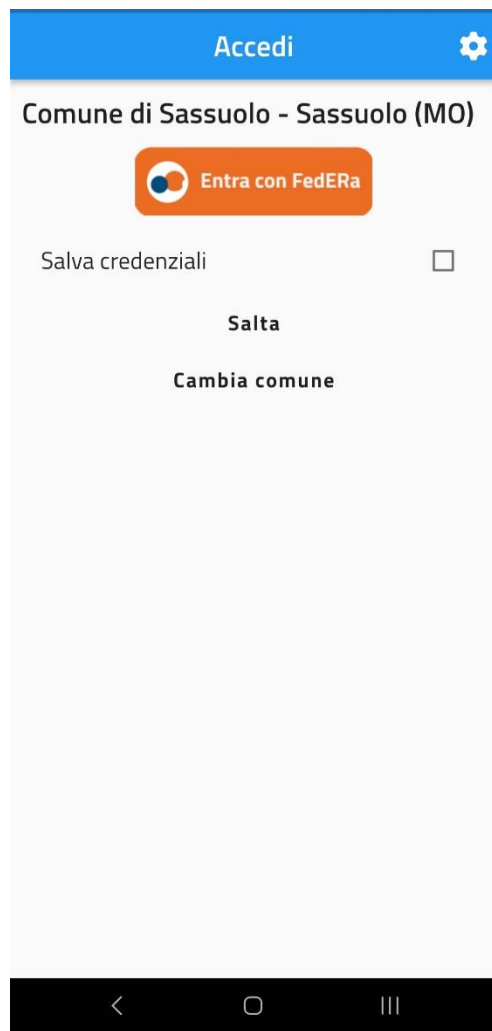 Accedi
Comune di Sassuolo - Sassuolo (MO)
Entra con FedERa
Salva credenziali
Salta
Cambia comune